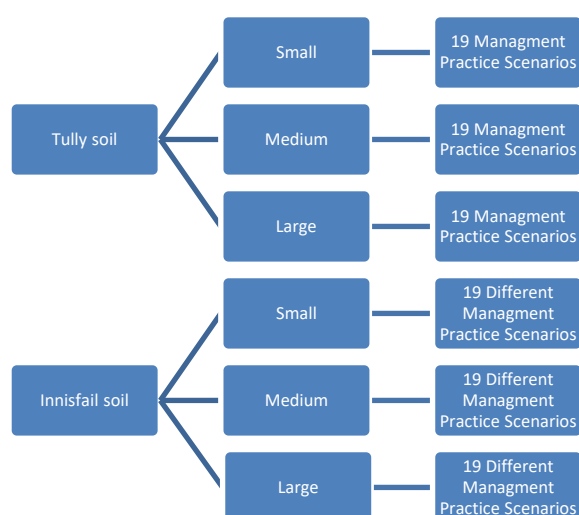 Small
19 Managment
Practice Scenarios
Tully soil
Medium
19 Managment
Practice Scenarios
Large
19 Managment
Practice Scenarios
Small
19 Different
Managment
Practice Scenarios
Innisfail soil
Medium
19 Different
Managment
Practice Scenarios
Large
19 Different
Managment
Practice Scenarios